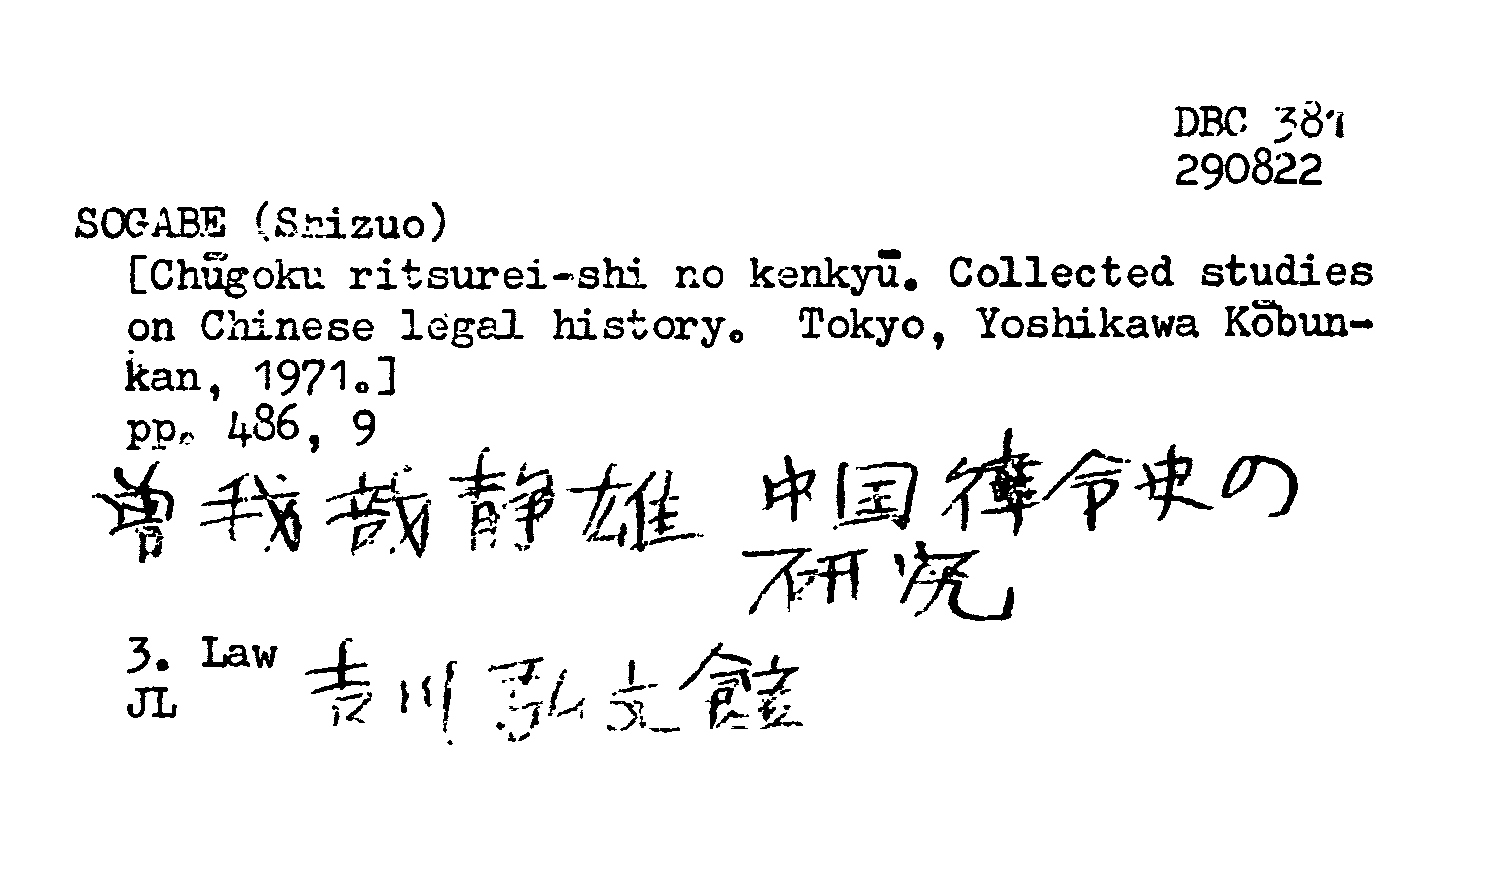 DBC
290822
SOGABE (Shizuo)
[Chūgoku ritsurei-shi no kenkyū. Collected studies
on Chinese legal history. Tokyo, Yoshikawa Kōbun-
kan, 1971.]
pp. 486, 9
曽我部静雄 中国律令史の
研究
3. Law
JL 吉川弘文館